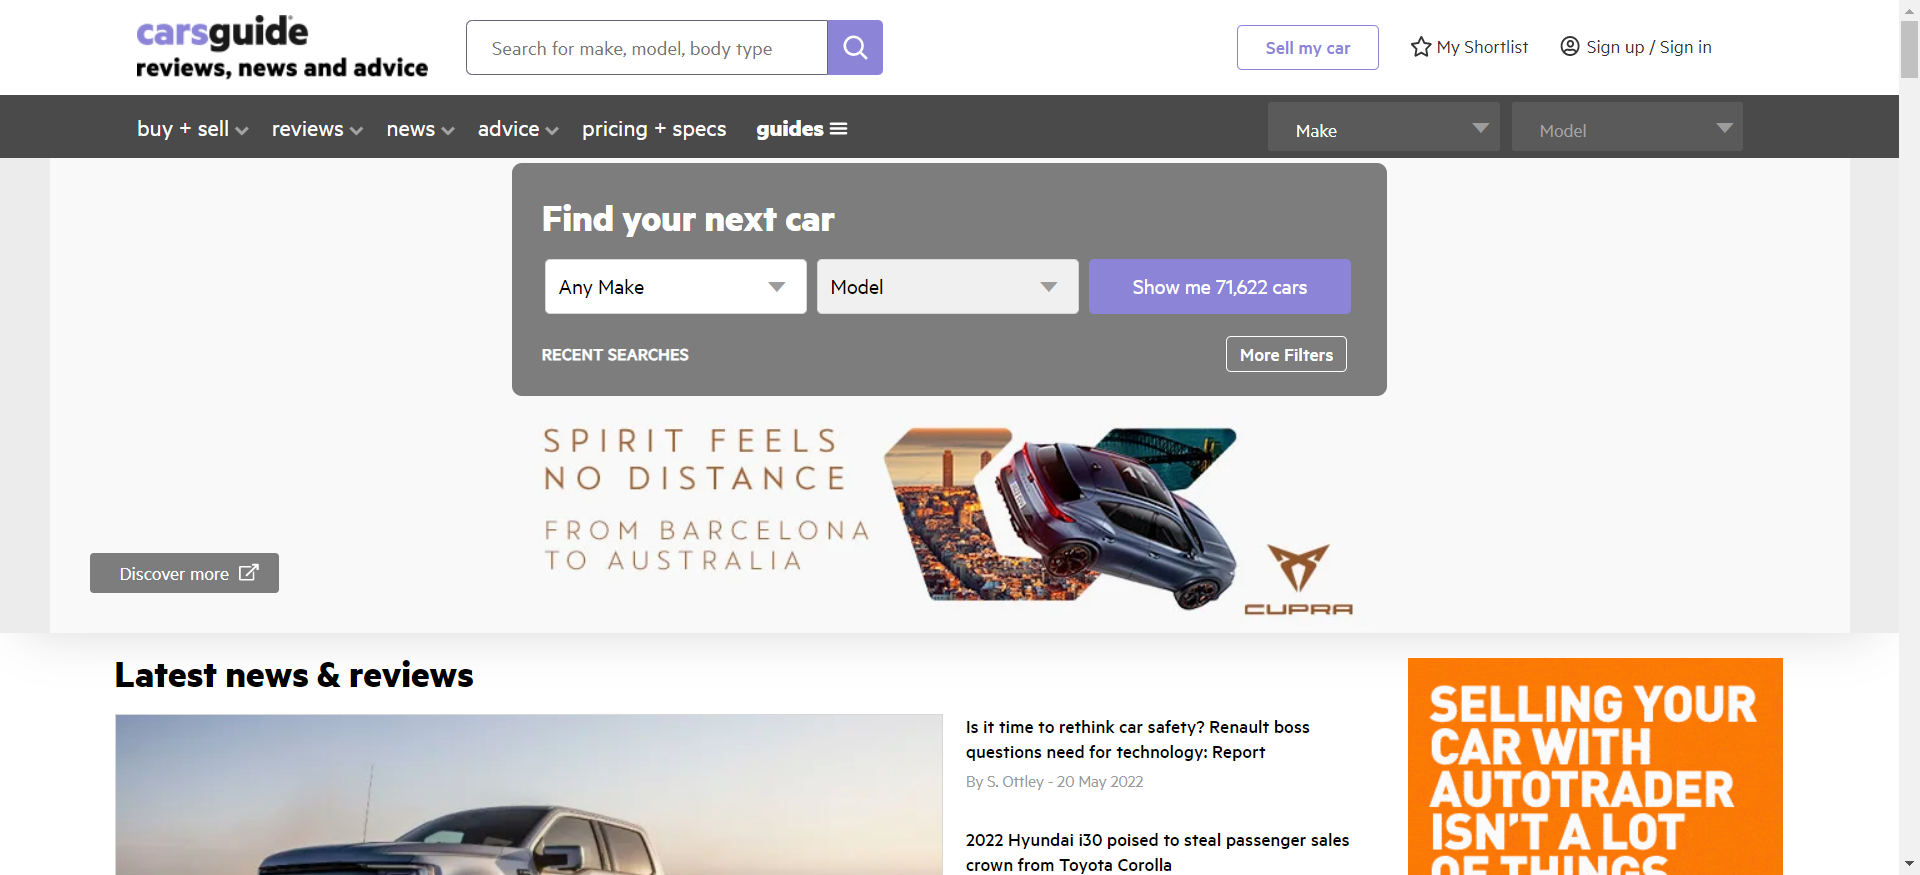 carsguide
reviews, news and advice
Search for make, model, body type
Sell my car
My Shortlist
Sign up / Sign in
buy + sell
reviews
news
advice
pricing + specs
guides
Make
Model
Find your next car
Any Make
Model
Show me 71,622 cars
RECENT SEARCHES
More Filters
SPIRIT FEELS
NO DISTANCE
FROM BARCELONA
TO AUSTRALIA
CUPRA
Discover more
Latest news & reviews
Is it time to rethink car safety? Renault boss
questions need for technology: Report
By S. Ottley - 20 May 2022
2022 Hyundai i30 poised to steal passenger sales
crown from Toyota Corolla
SELLING YOUR
CAR WITH
AUTOTRADER
ISN'T A LOT
OF THINGS